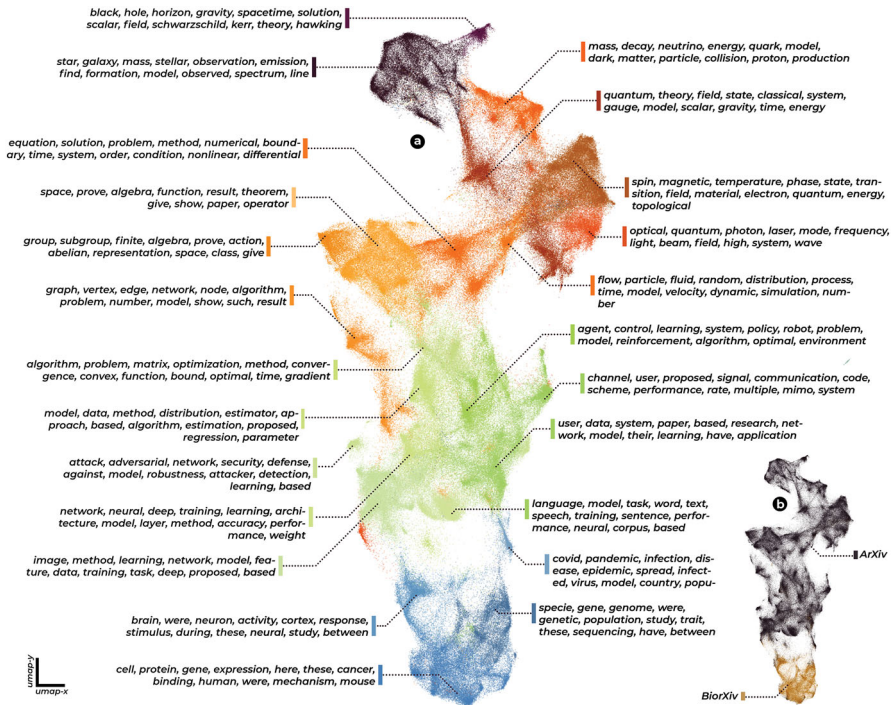 black, hole, horizon, gravity, spacetime, solution,
scalar, field, schwarzschild, kerr, theory, hawking
star, galaxy, mass, stellar, observation, emission,
find, formation, model, observed, spectrum, line
mass, decay, neutrino, energy, quark, model,
dark, matter, particle, collision, proton, production
quantum, theory, field, state, classical, system,
gauge, model, scalar, gravity, time, energy
a
equation, solution, problem, method, numerical, bound-
ary, time, system, order, condition, nonlinear, differential
space, prove, algebra, function, result, theorem,
give, show, paper, operator
spin, magnetic, temperature, phase, state, tran-
sition, field, material, electron, quantum, energy,
topological
group, subgroup, finite, algebra, prove, action,
abelian, representation, space, class, give
optical, quantum, photon, laser, mode, frequency,
light, beam, field, high, system, wave
graph, vertex, edge, network, node, algorithm,
problem, number, model, show, such, result
flow, particle, fluid, random, distribution, process,
time, model, velocity, dynamic, simulation, num-
ber
agent, control, learning, system, policy, robot, problem,
model, reinforcement, algorithm, optimal, environment
algorithm, problem, matrix, optimization, method, conver-
gence, convex, function, bound, optimal, time, gradient
channel, user, proposed, signal, communication, code,
scheme, performance, rate, multiple, mimo, system
model, data, method, distribution, estimator, ap-
proach, based, algorithm, estimation, proposed,
regression, parameter
user, data, system, paper, based, research, net-
work, model, their, learning, have, application
attack, adversarial, network, security, defense,
against, model, robustness, attacker, detection,
learning, based
network, neural, deep, training, learning, archi-
tecture, model, layer, method, accuracy, perfor-
mance, weight
language, model, task, word, text,
speech, training, sentence, perfor-
mance, neural, corpus, based
image, method, learning, network, model, fea-
ture, data, training, task, deep, proposed, based
covid, pandemic, infection, dis-
ease, epidemic, spread, infect-
ed, virus, model, country, popu-
brain, were, neuron, activity, cortex, response,
stimulus, during, these, neural, study, between
specie, gene, genome, were,
genetic, population, study, trait,
these, sequencing, have, between
cell, protein, gene, expression, here, these, cancer,
binding, human, were, mechanism, mouse
b
ArXiv
BiorXiv
umap-y
umap-x